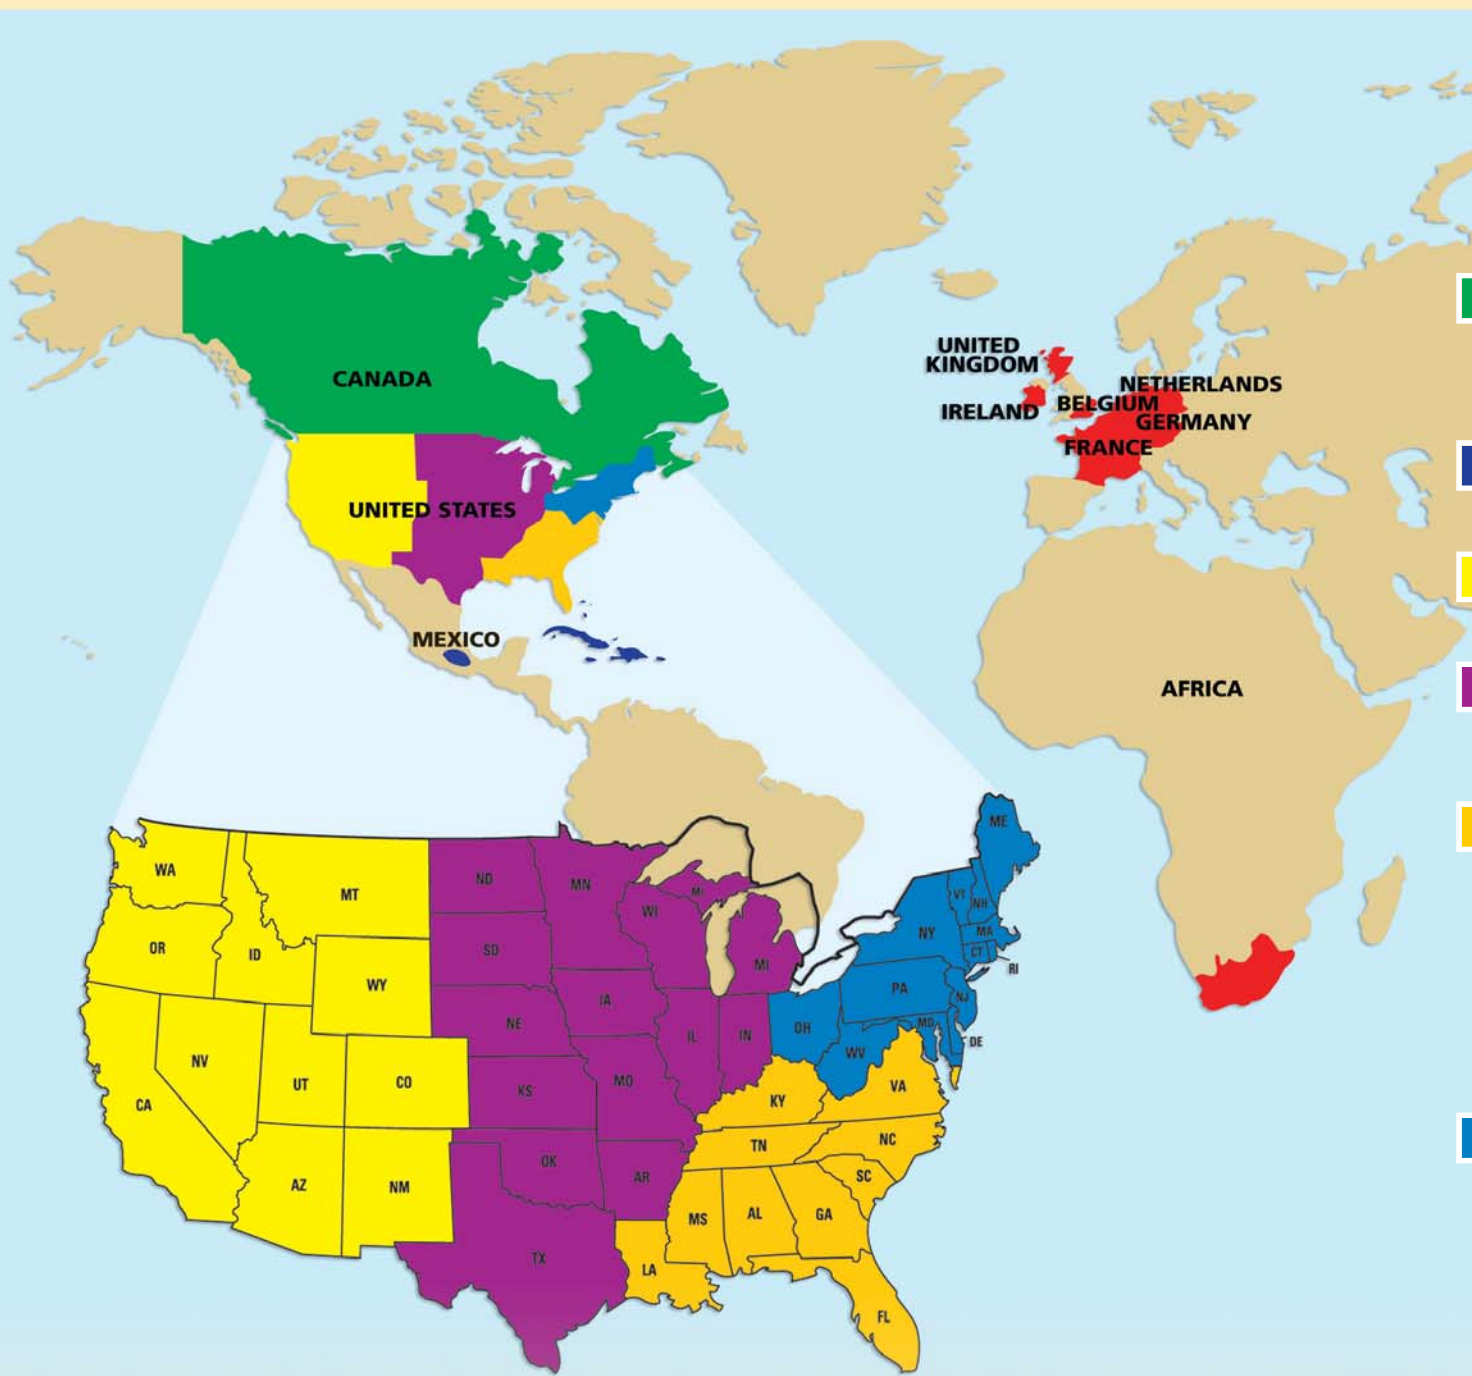 UNITED
KINGDOM
NETHERLANDS
CANADA
BELGIUM
IRELAND
GERMANY
FRANCE
UNITED STATES
MEXICO
AFRICA
ME
WA
MT
ND
MN
MI
VT
NH
WI
OR
ID
SD
NY
MA
CT
RI
MI
WY
IA
PA
NJ
NE
OH
MD
IL
IN
DE
NV
UT
CO
WV
KS
MO
VA
CA
KY
TN
NC
OK
AR
SC
AZ
NM
MS
AL
GA
TX
LA
FL